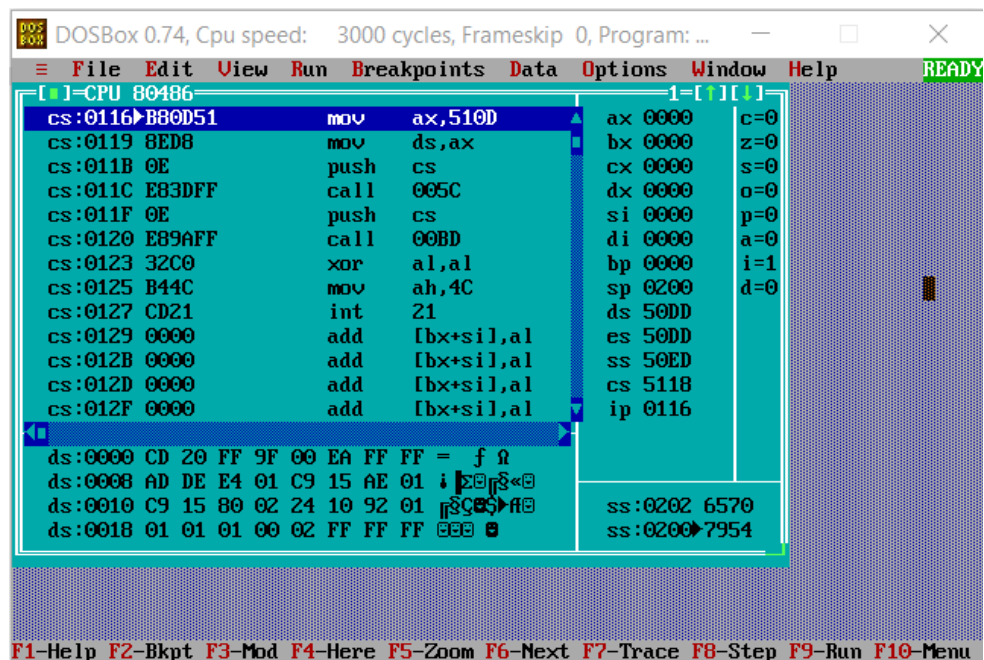 DOS BOX DOSBox 0.74, Cpu speed: 3000 cycles, Frameskip 0, Program: ...
≡ File Edit View Run Breakpoints Data Options Window Help READY
[■]=CPU 80486 1=[↑][↓]
cs:0116►B80D51 mov ax,510D ax 0000 c=0
cs:0119 8ED8 mov ds,ax bx 0000 z=0
cs:011B 0E push cs cx 0000 s=0
cs:011C E83DFF call 005C dx 0000 o=0
cs:011F 0E push cs si 0000 p=0
cs:0120 E89AFF call 00BD di 0000 a=0
cs:0123 32C0 xor al,al bp 0000 i=1
cs:0125 B44C mov ah,4C sp 0200 d=0
cs:0127 CD21 int 21 ds 50DD
cs:0129 0000 add [bx+si],al es 50DD
cs:012B 0000 add [bx+si],al ss 50ED
cs:012D 0000 add [bx+si],al cs 5118
cs:012F 0000 add [bx+si],al ip 0116
ds:0000 CD 20 FF 9F 00 EA FF FF = ƒ Ω
ds:0008 AD DE E4 01 C9 15 AE 01 ¡▐Σ☺╔§«☺
ds:0010 C9 15 80 02 24 10 92 01 ╔§Ç☻$►Æ☺ ss:0202 6570
ds:0018 01 01 01 00 02 FF FF FF ☺☺☺ ☻ ss:0200►7954
F1-Help F2-Bkpt F3-Mod F4-Here F5-Zoom F6-Next F7-Trace F8-Step F9-Run F10-Menu